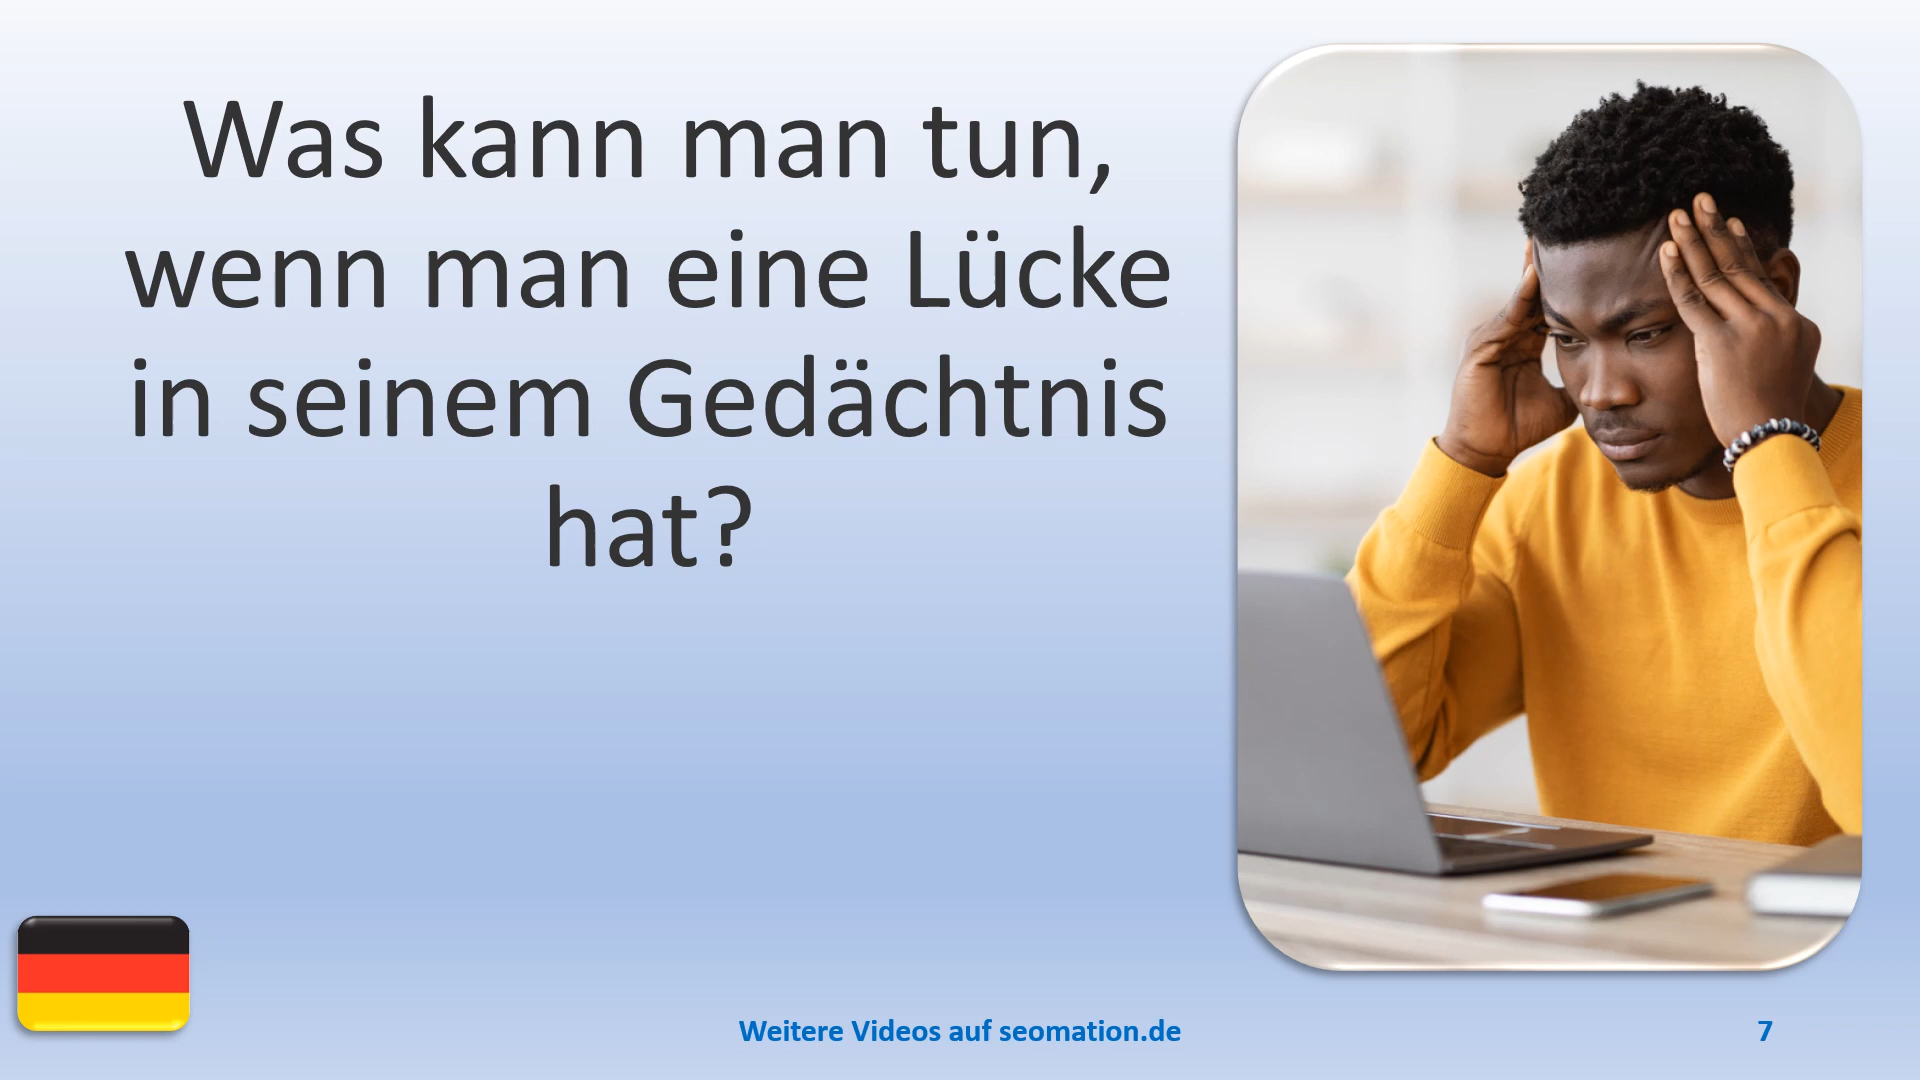 Was kann man tun,
wenn man eine Lücke
in seinem Gedächtnis
hat?
Weitere Videos auf seomation.de
7